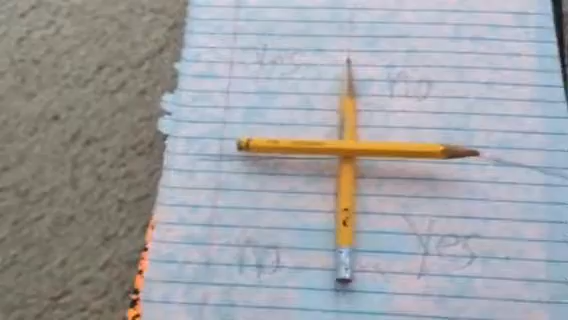 Yes no
no Yes